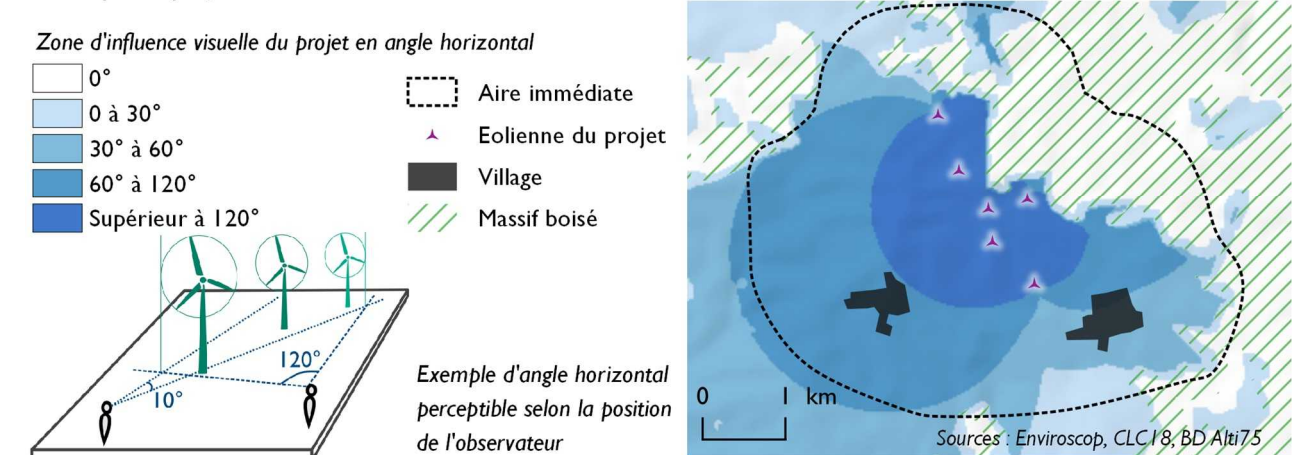 Zone d'influence visuelle du projet en angle horizontal
0°
0 à 30°
30° à 60°
60° à 120°
Supérieur à 120°
Aire immédiate
Eolienne du projet
Village
Massif boisé
120°
10°
Exemple d'angle horizontal
perceptible selon la position
de l'observateur
0 1 km
Sources : Enviroscop, CLC18, BD Alti75